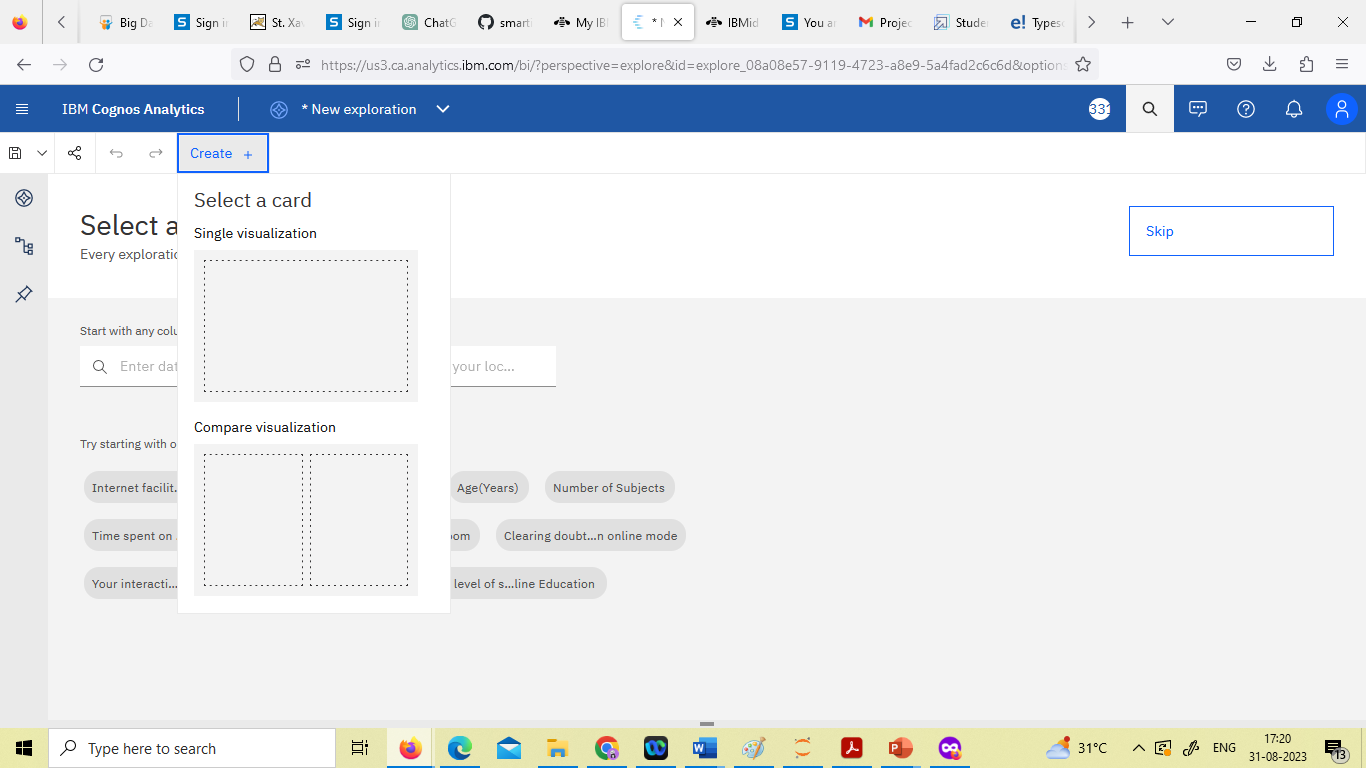 Big Da
Sign in
St. Xav
Sign in
ChatG
smart
My IB
*
IBMid
You a
Projec
Stude
e! Types
https://us3.ca.analytics.ibm.com/bi/?perspective=explore&id=explore_08a08e57-9119-4723-a8e9-5a4fad2c6c6d&options
IBM Cognos Analytics
* New exploration
331
Create +
Select a card
Single visualization
Compare visualization
Select a
Every exploratio
Skip
Start with any colu
Enter dat
your loc...
Try starting with o
Internet facilit...
Age(Years)
Number of Subjects
Time spent on
oom
Clearing doubt...n online mode
Your interacti...
level of s...line Education
Type here to search
31°C
ENG
17:20
31-08-2023
13